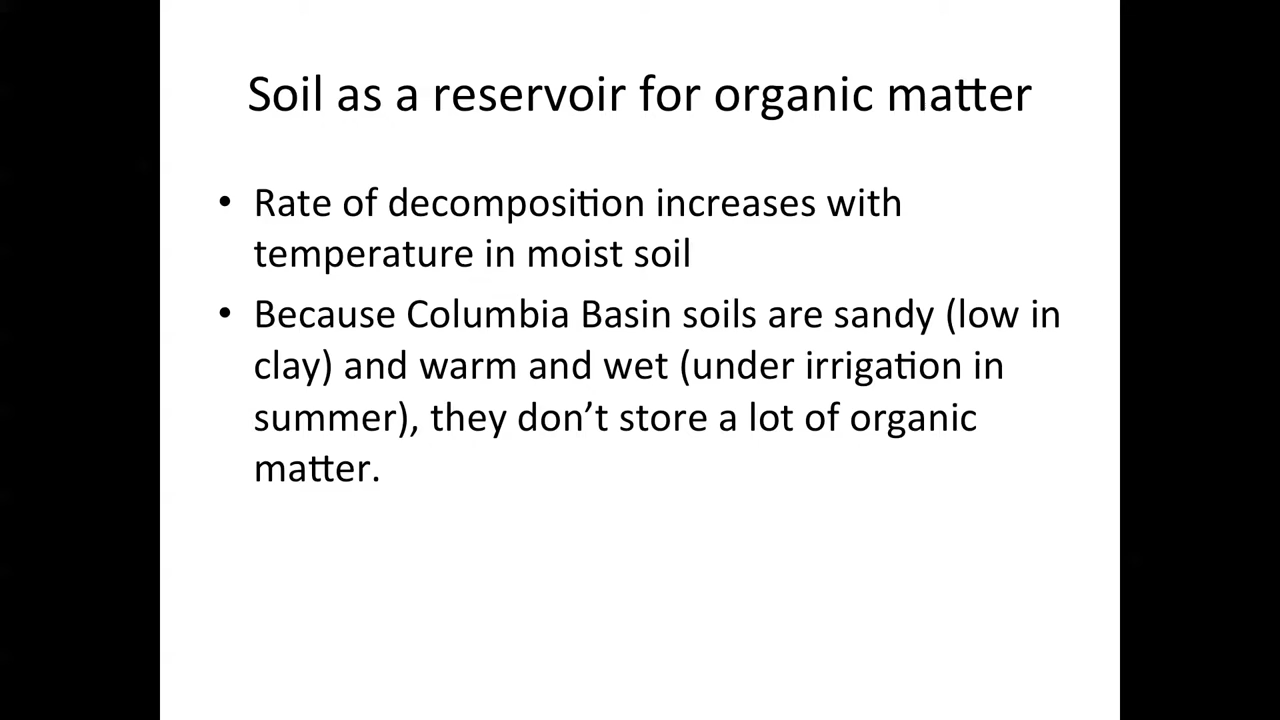 Soil as a reservoir for organic matter
• Rate of decomposition increases with
temperature in moist soil
• Because Columbia Basin soils are sandy (low in
clay) and warm and wet (under irrigation in
summer), they don’t store a lot of organic
matter.